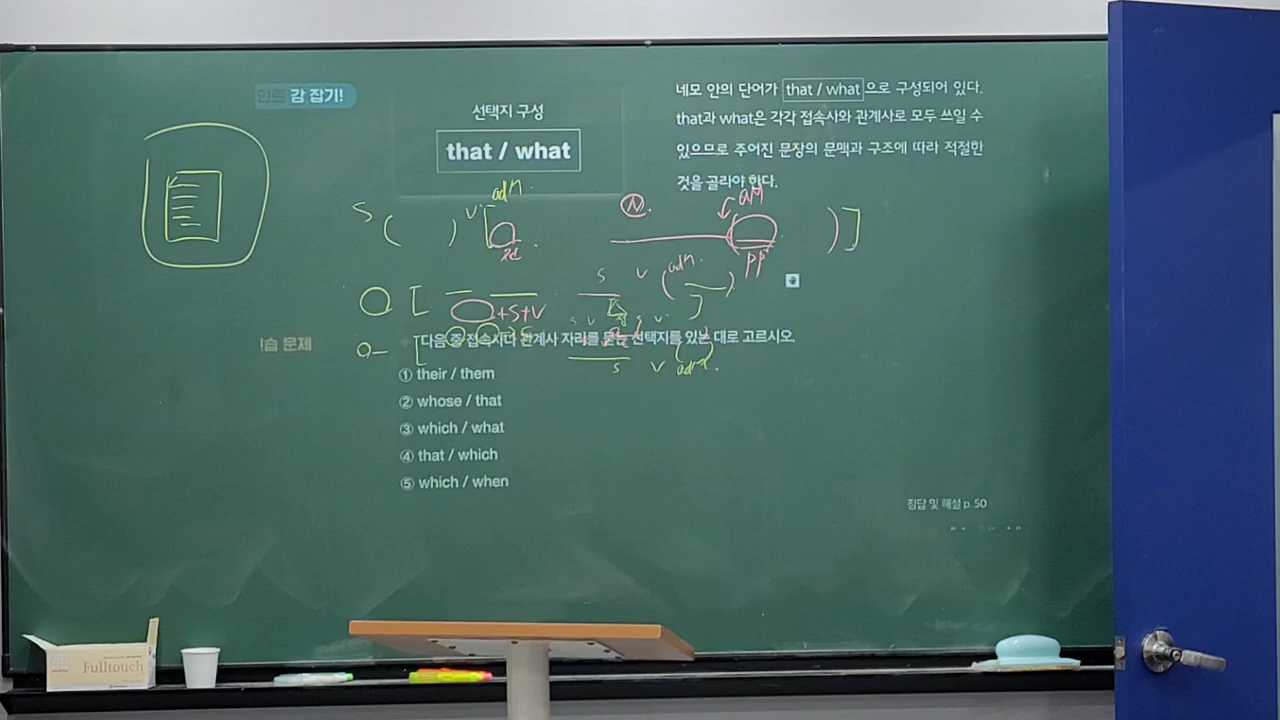 힌트 감 잡기!
선택지 구성
that / what
네모 안의 단어가 that / what 으로 구성되어 있다.
that과 what은 각각 접속사와 관계사로 모두 쓰일 수
있으므로 주어진 문장의 문맥과 구조에 따라 적절한
것을 골라야 한다.
S ( ) V [ adn. N. adj pp ) ]
[ +S+V S V (adn. ) ]
S V
S V adn.
습 문제
다음 중 접속사나 관계사 자리를 묻는 선택지를 있는 대로 고르시오.
① their / them
② whose / that
③ which / what
④ that / which
⑤ which / when
정답 및 해설 p.50
Fulltouch